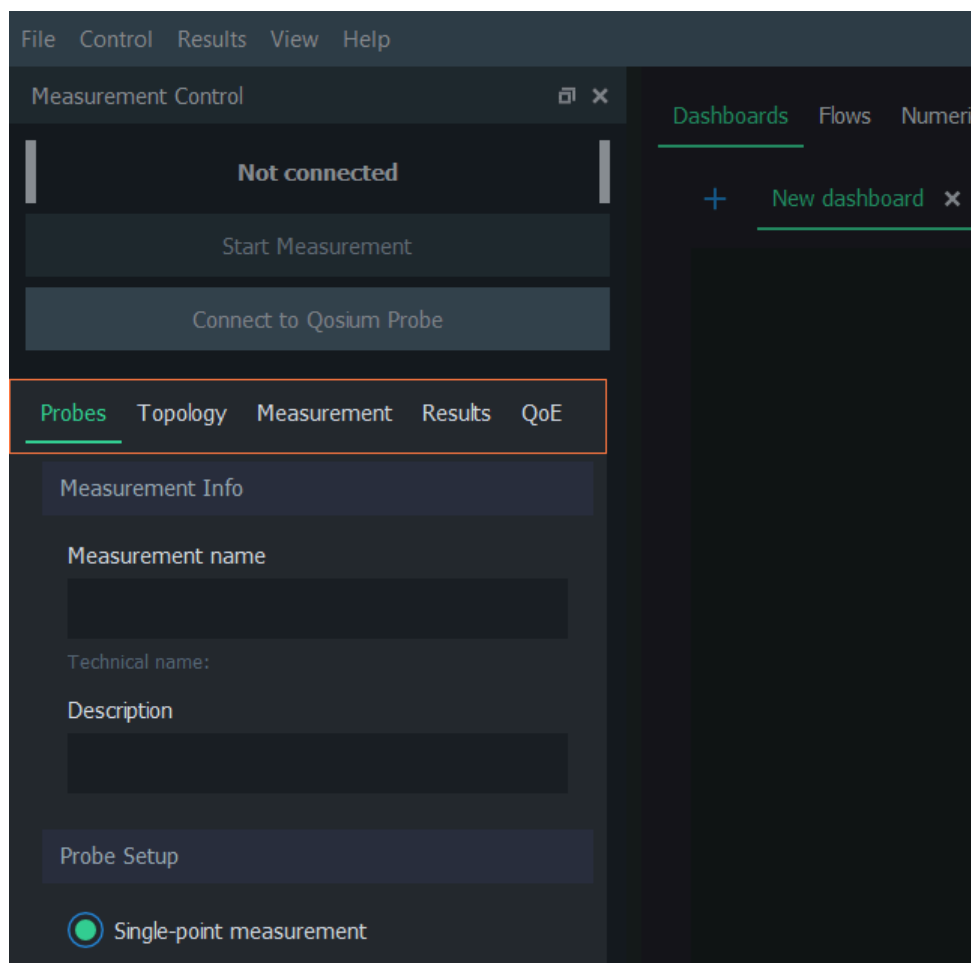 File Control Results View Help
Measurement Control
Dashboards Flows Numeri
Not connected
New dashboard
Start Measurement
Connect to Qosium Probe
Probes Topology Measurement Results QoE
Measurement Info
Measurement name
Technical name:
Description
Probe Setup
Single-point measurement